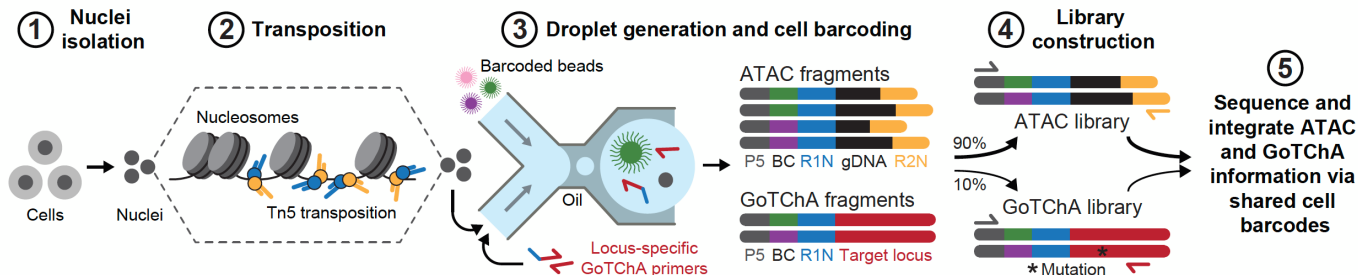 1 Nuclei
isolation
2 Transposition
3 Droplet generation and cell barcoding
4 Library
construction
5
Cells
Nuclei
Nucleosomes
Tn5 transposition
Barcoded beads
Oil
Locus-specific
GoTChA primers
ATAC fragments
P5 BC R1N gDNA R2N
GoTChA fragments
P5 BC R1N Target locus
90%
10%
ATAC library
GoTChA library
*
*Mutation
Sequence and
integrate ATAC
and GoTChA
information via
shared cell
barcodes